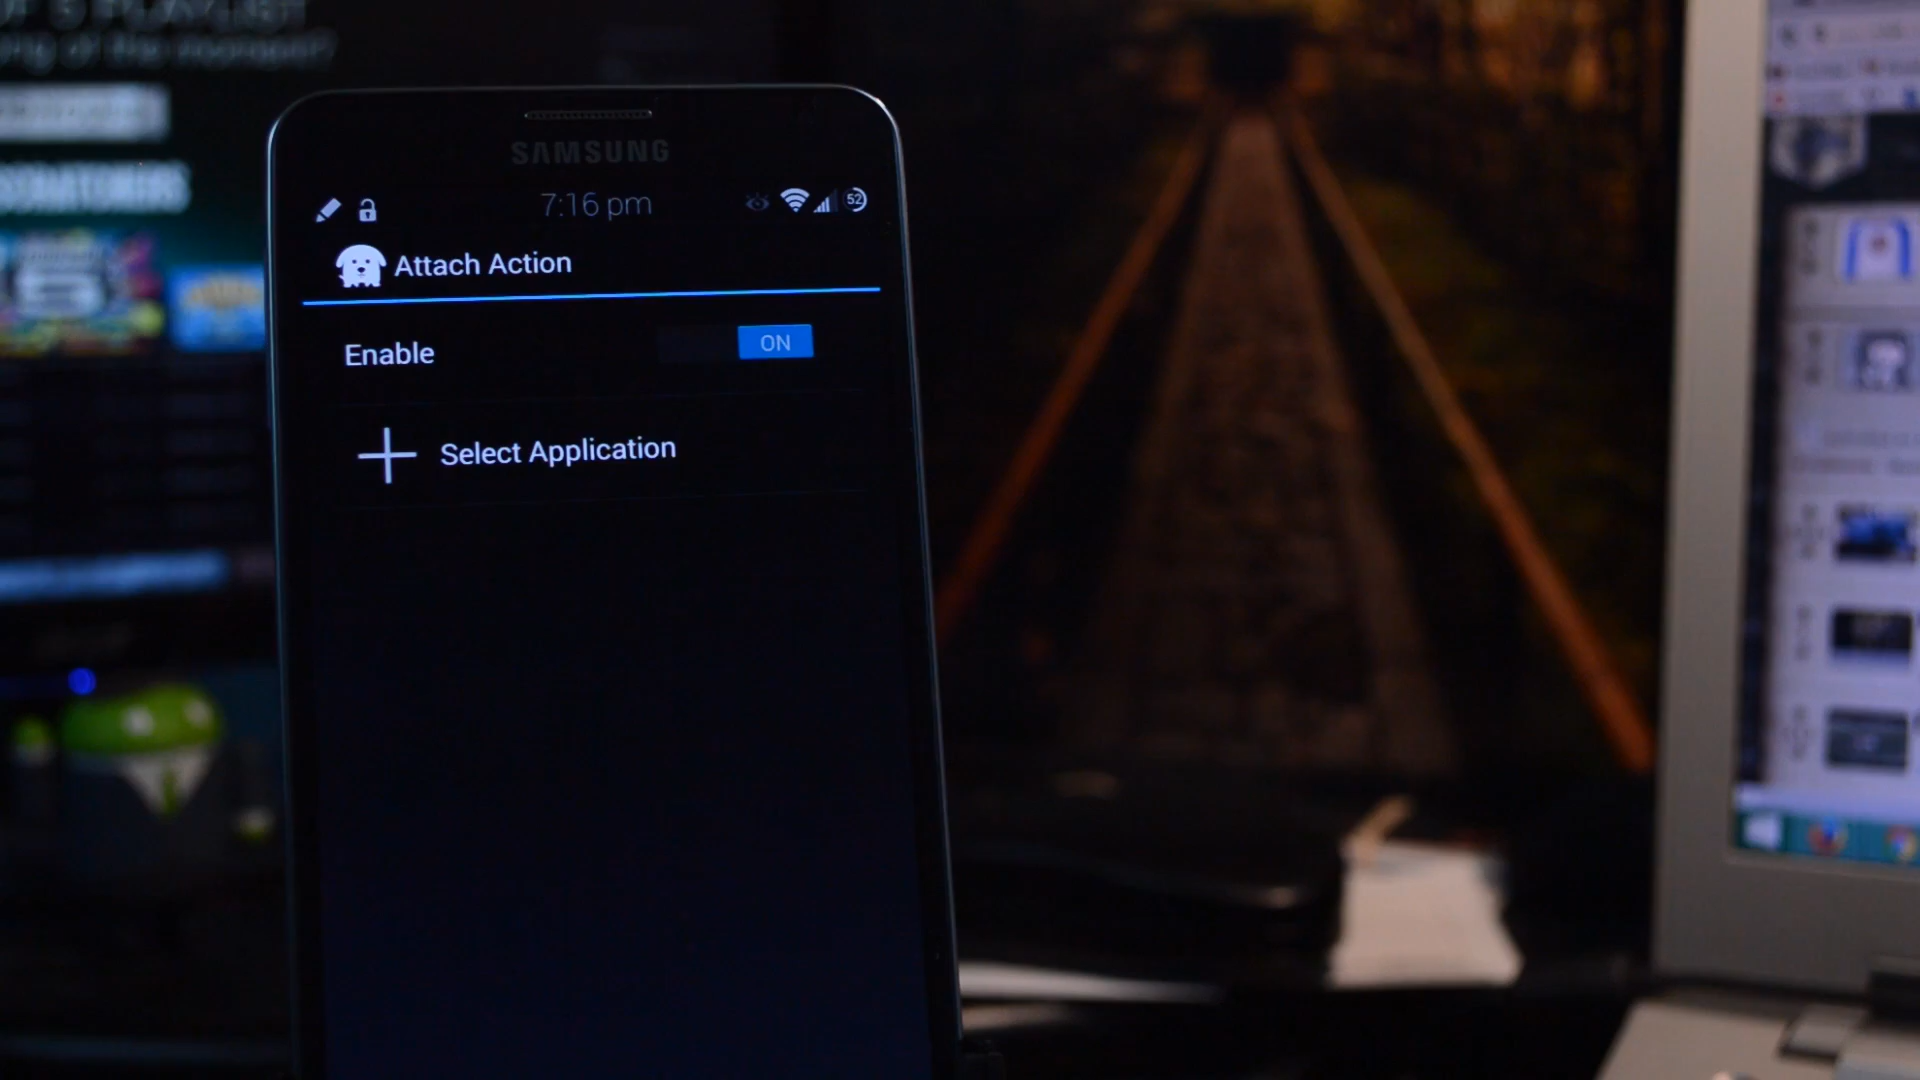 SAMSUNG
7:16 pm
52
Attach Action
Enable
ON
Select Application